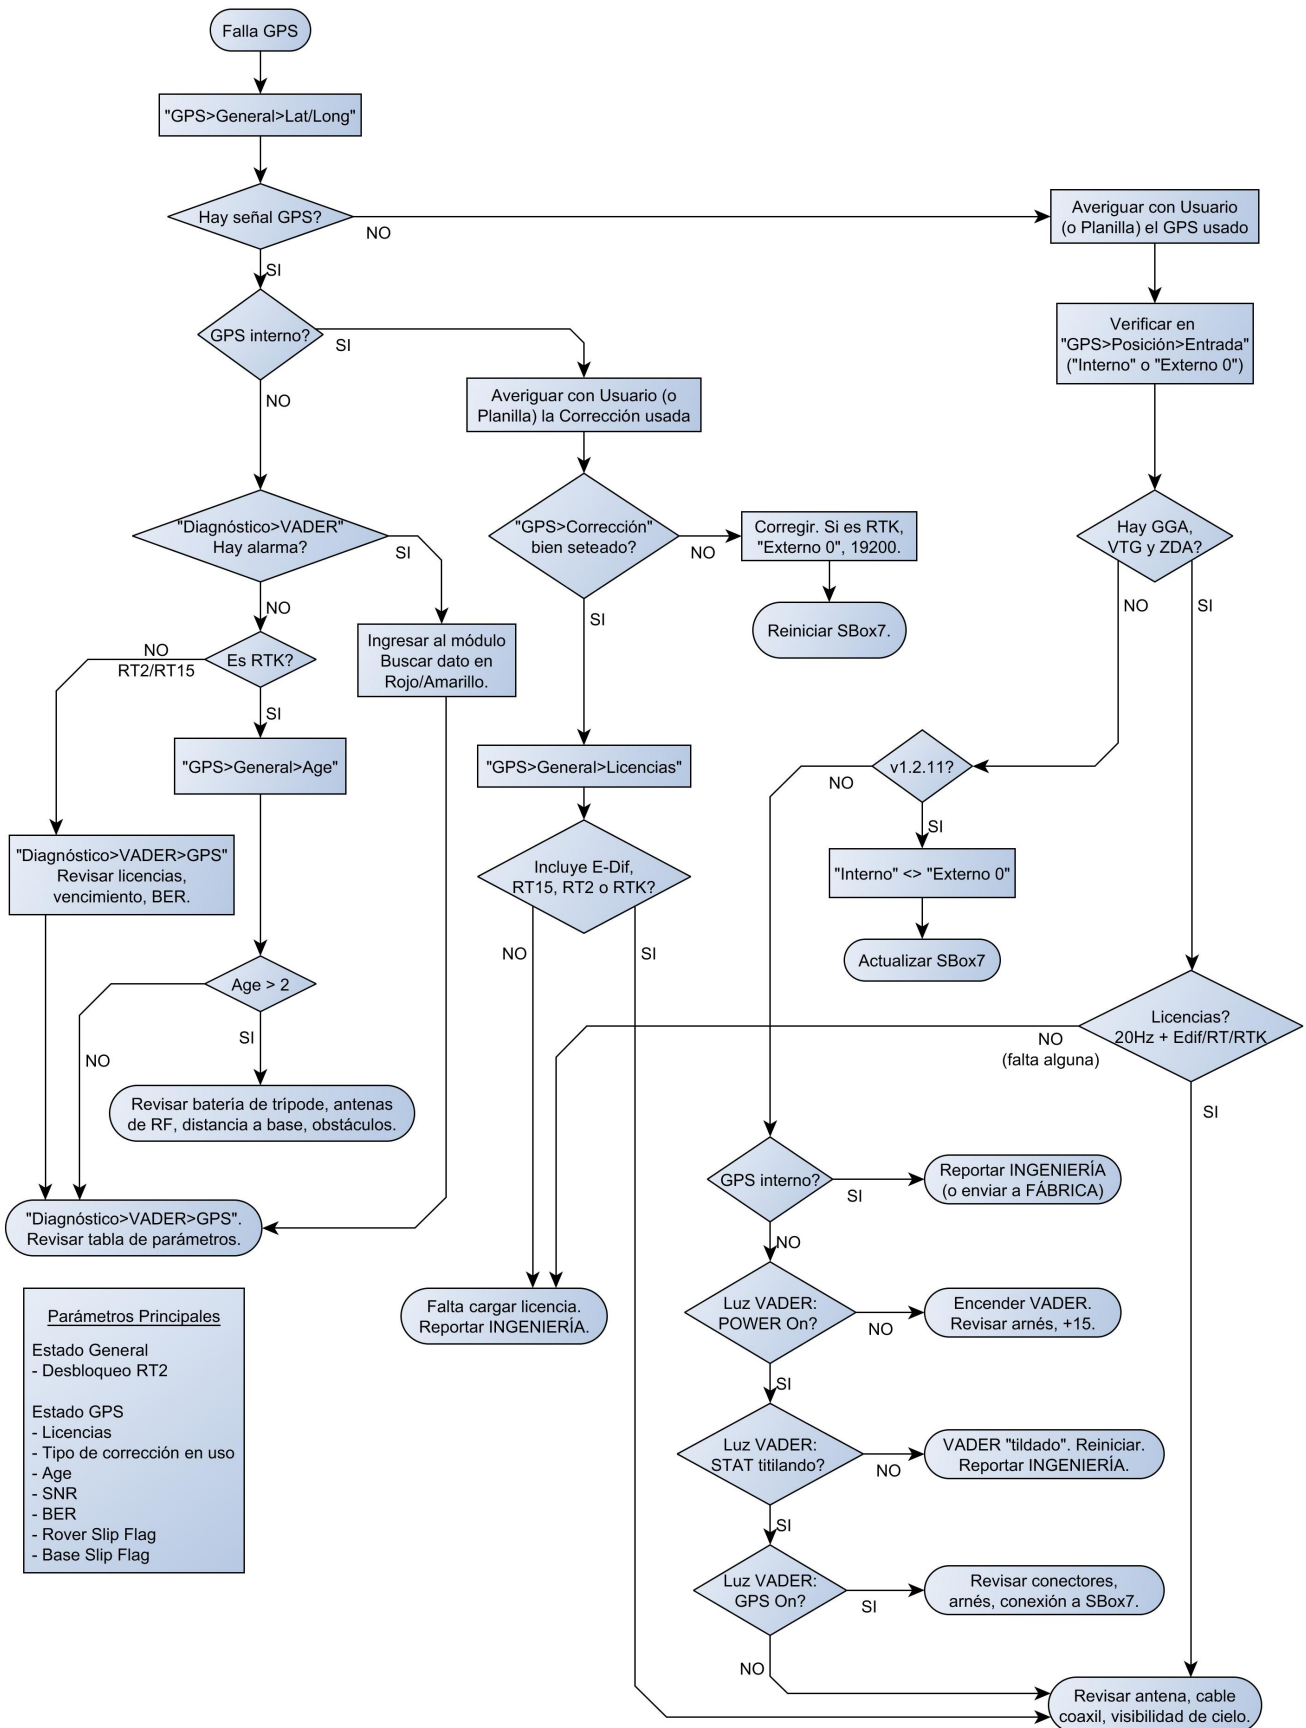 Falla GPS
"GPS>General>Lat/Long"
Hay señal GPS?
NO
SI
Averiguar con Usuario
(o Planilla) el GPS usado
GPS interno?
SI
NO
Verificar en
"GPS>Posición>Entrada"
("Interno" o "Externo 0")
Averiguar con Usuario (o
Planilla) la Corrección usada
"Diagnóstico>VADER"
Hay alarma?
SI
NO
"GPS>Corrección"
bien seteado?
NO
SI
Corregir. Si es RTK,
"Externo 0", 19200.
Reiniciar SBox7.
Hay GGA,
VTG y ZDA?
NO
SI
Ingresar al módulo
Buscar dato en
Rojo/Amarillo.
Es RTK?
NO
RT2/RT15
SI
"GPS>General>Age"
"GPS>General>Licencias"
v1.2.11?
NO
SI
"Diagnóstico>VADER>GPS"
Revisar licencias,
vencimiento, BER.
Incluye E-Dif,
RT15, RT2 o RTK?
NO
SI
"Interno" <> "Externo 0"
Actualizar SBox7
Age > 2
SI
NO
Licencias?
20Hz + Edif/RT/RTK
NO
(falta alguna)
SI
Revisar batería de trípode, antenas
de RF, distancia a base, obstáculos.
GPS interno?
SI
NO
Reportar INGENIERÍA
(o enviar a FÁBRICA)
"Diagnóstico>VADER>GPS".
Revisar tabla de parámetros.
Falta cargar licencia.
Reportar INGENIERÍA.
Luz VADER:
POWER On?
NO
SI
Encender VADER.
Revisar arnés, +15.
Parámetros Principales
Estado General
- Desbloqueo RT2
Estado GPS
- Licencias
- Tipo de corrección en uso
- Age
- SNR
- BER
- Rover Slip Flag
- Base Slip Flag
Luz VADER:
STAT titilando?
NO
SI
VADER "tildado". Reiniciar.
Reportar INGENIERÍA.
Luz VADER:
GPS On?
SI
NO
Revisar conectores,
arnés, conexión a SBox7.
Revisar antena, cable
coaxil, visibilidad de cielo.